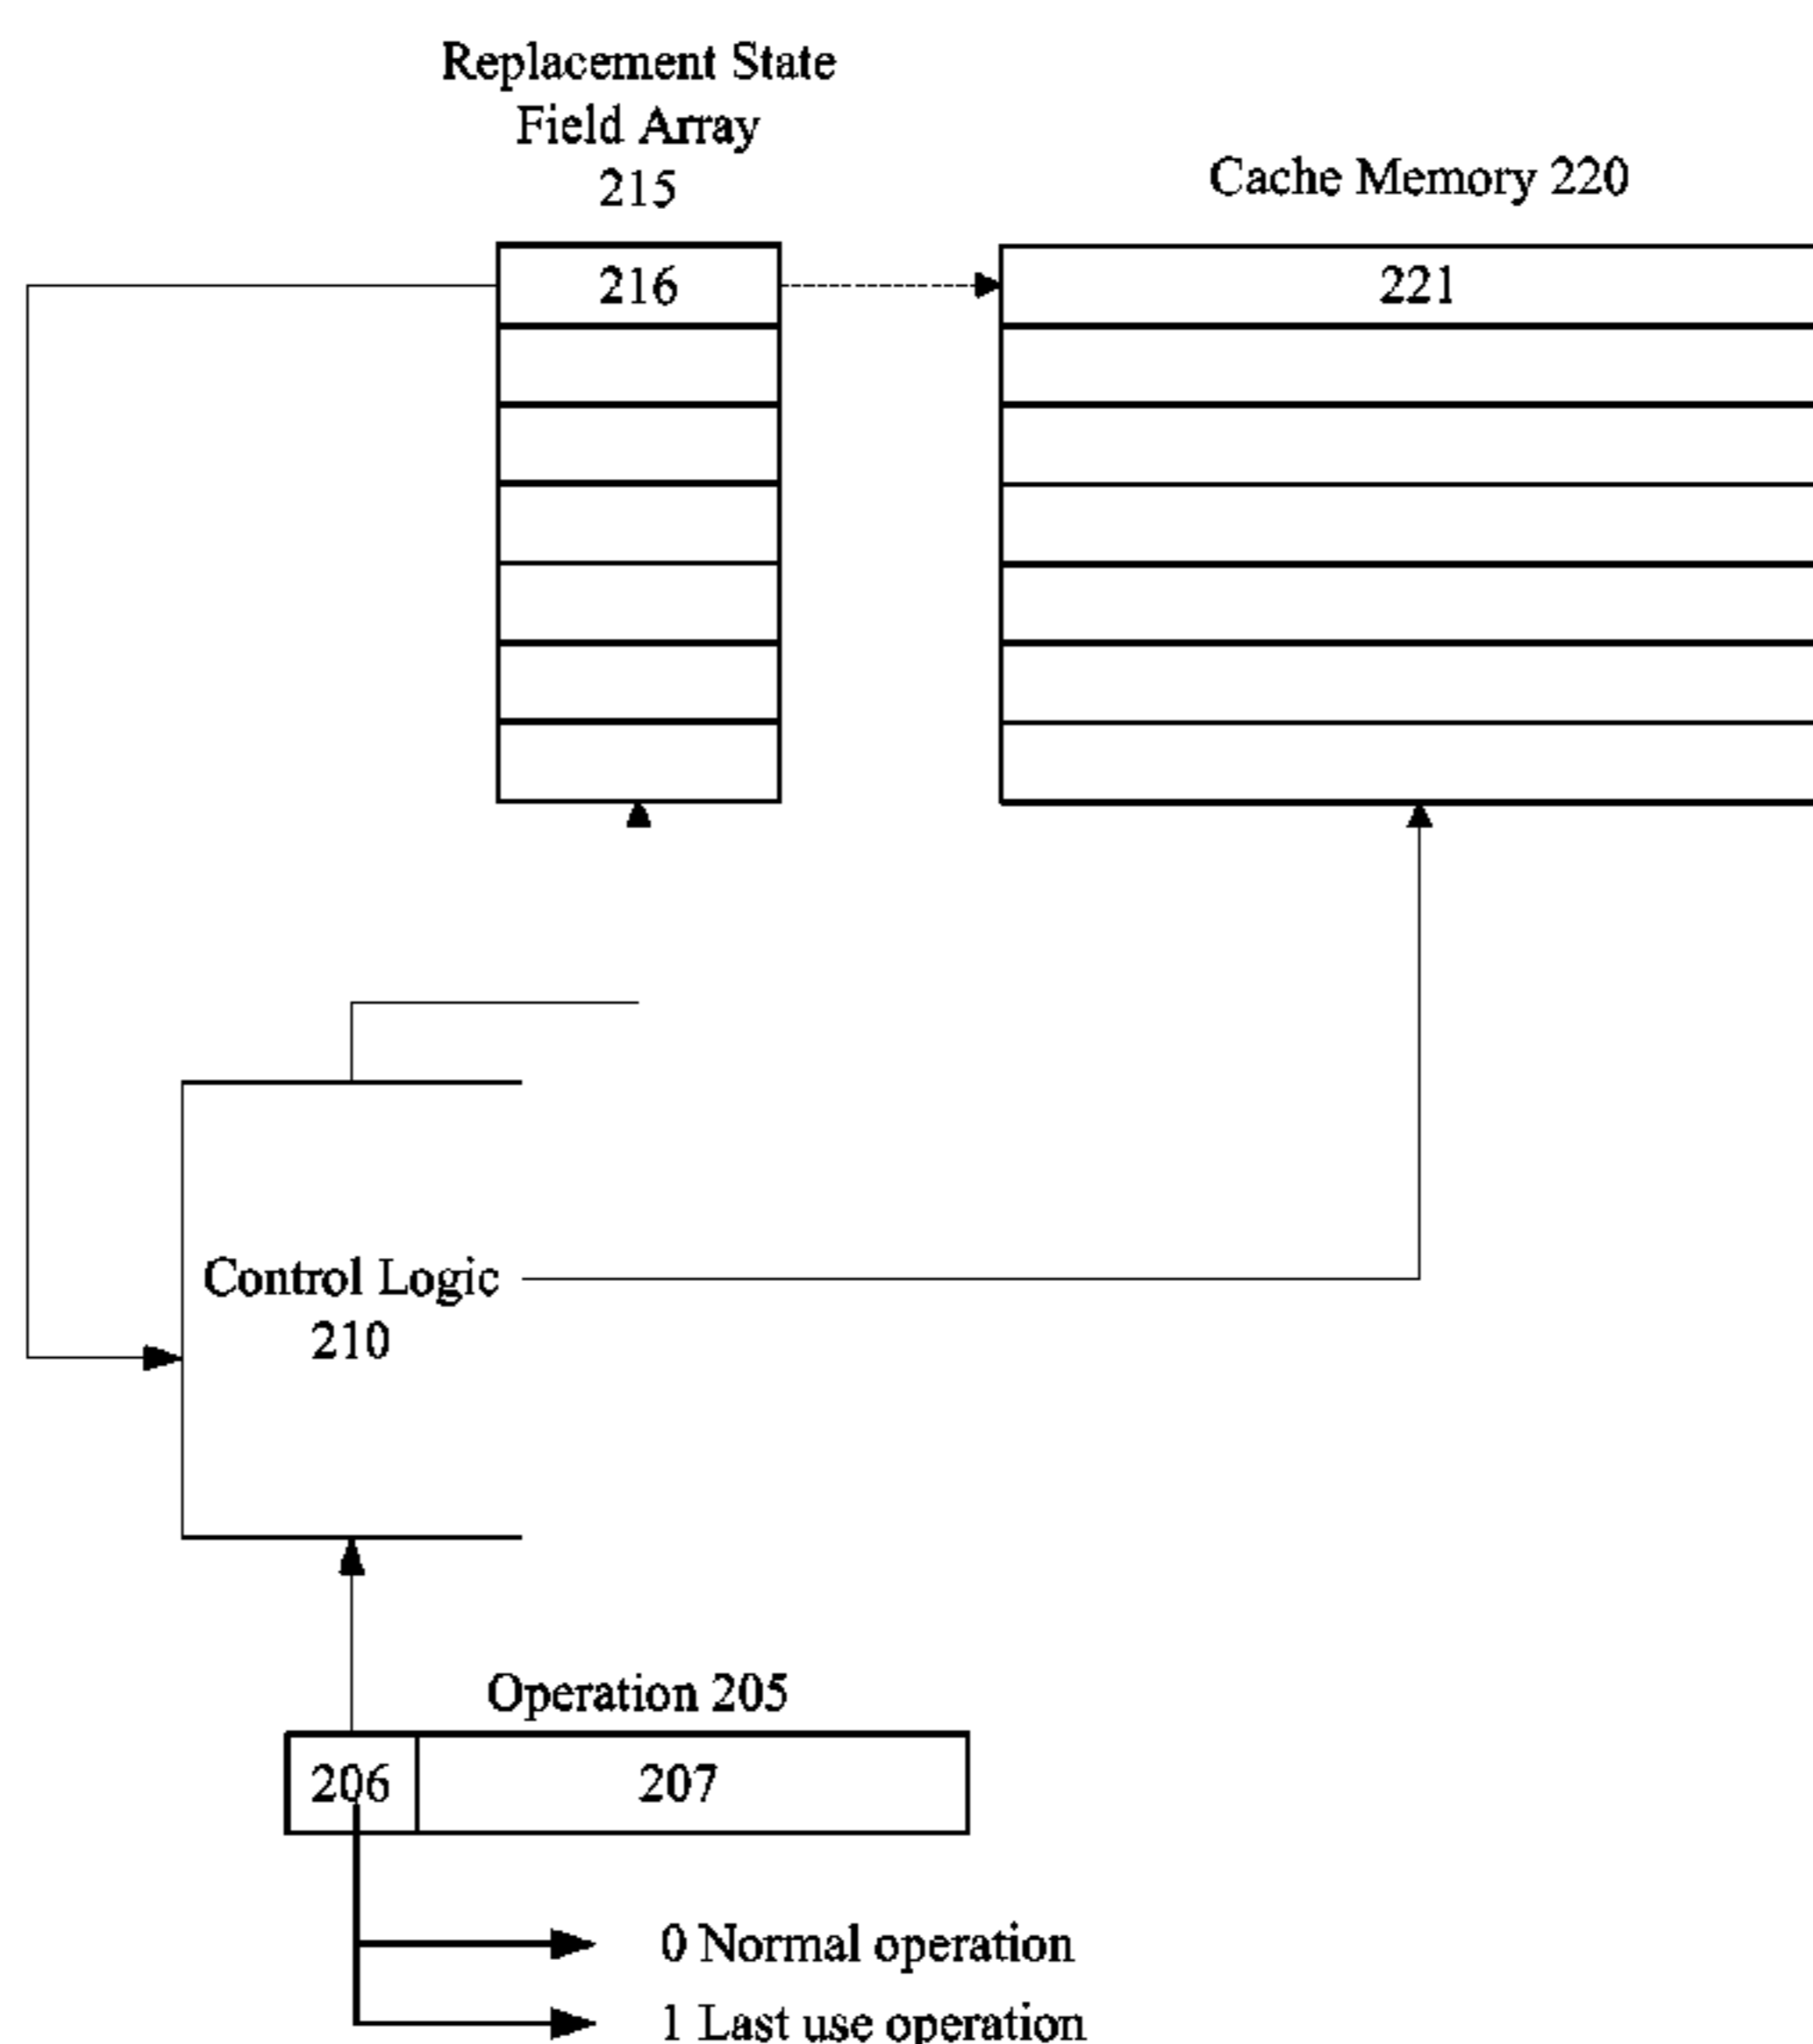 Replacement State
Field Array
215
Cache Memory 220
216
221
Control Logic
210
Operation 205
206
207
0 Normal operation
1 Last use operation